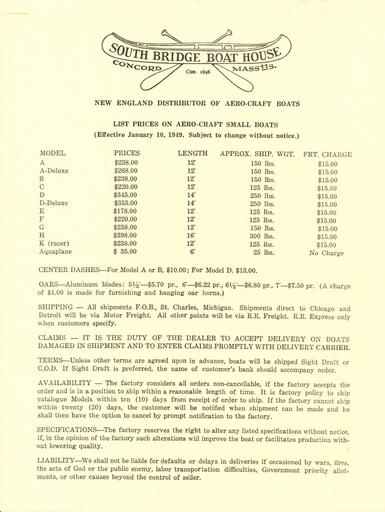 SOUTH BRIDGE BOAT HOUSE
CONCORD, MASS'TTS.
Com. 1696
NEW ENGLAND DISTRIBUTOR OF AERO-CRAFT BOATS
LIST PRICES ON AERO-CRAFT SMALL BOATS
(Effective January 10, 1949. Subject to change without notice.)
MODEL PRICES LENGTH APPROX. SHIP. WGT. FRT. CHARGE
A $238.00 12' 150 lbs. $15.00
A-Deluxe $268.00 12' 150 lbs. $15.00
B $238.00 12' 150 lbs. $15.00
C $220.00 12' 125 lbs. $15.00
D $345.00 14' 250 lbs. $15.00
D-Deluxe $355.00 14' 250 lbs. $15.00
E $178.00 12' 125 lbs. $15.00
F $220.00 12' 125 lbs. $15.00
G $238.00 12' 150 lbs. $15.00
H $398.00 16' 300 lbs. $15.00
K (racer) $238.00 12' 125 lbs. $15.00
Aquaplane $ 35.00 6' 25 lbs. No Charge
CENTER DASHES—For Model A or B, $10.00; For Model D. $13.00.
OARS—Aluminum blades: 5½'—$5.70 pr., 6'—$6.22 pr., 6½'—$6.80 pr., 7'—$7.50 pr. (A charge
of $1.00 is made for furnishing and hanging oar horns.)
SHIPPING — All shipments F.O.B., St. Charles, Michigan. Shipments direct to Chicago and
Detroit will be via Motor Freight. All other points will be via R.R. Freight. R.R. Express only
when customers specify.
CLAIMS — IT IS THE DUTY OF THE DEALER TO ACCEPT DELIVERY ON BOATS
DAMAGED IN SHIPMENT AND TO ENTER CLAIMS PROMPTLY WITH DELIVERY CARRIER.
TERMS—Unless other terms are agreed upon in advance, boats will be shipped Sight Draft or
C.O.D. If Sight Draft is preferred, the name of customer's bank should accompany order.
AVAILABILITY — The factory considers all orders non-cancellable, if the factory accepts
the order and is in a position to ship within a reasonable length of time. It is factory policy to ship
catalogue Models within ten (10) days from receipt of order to ship. If the factory cannot ship
within twenty (20) days, the customer will be notified when shipment can be made and he
shall then have the option to cancel by prompt notification to the factory.
SPECIFICATIONS—The factory reserves the right to alter any listed specifications without notice,
if, in the opinion of the factory such alterations will improve the boat or facilitates production with-
out lowering quality.
LIABILITY—We shall not be liable for defaults or delays in deliveries if occasioned by wars, fires,
the acts of God or the public enemy, labor transportation difficulties, Government priority allot-
ments, or other causes beyond the control of seller.